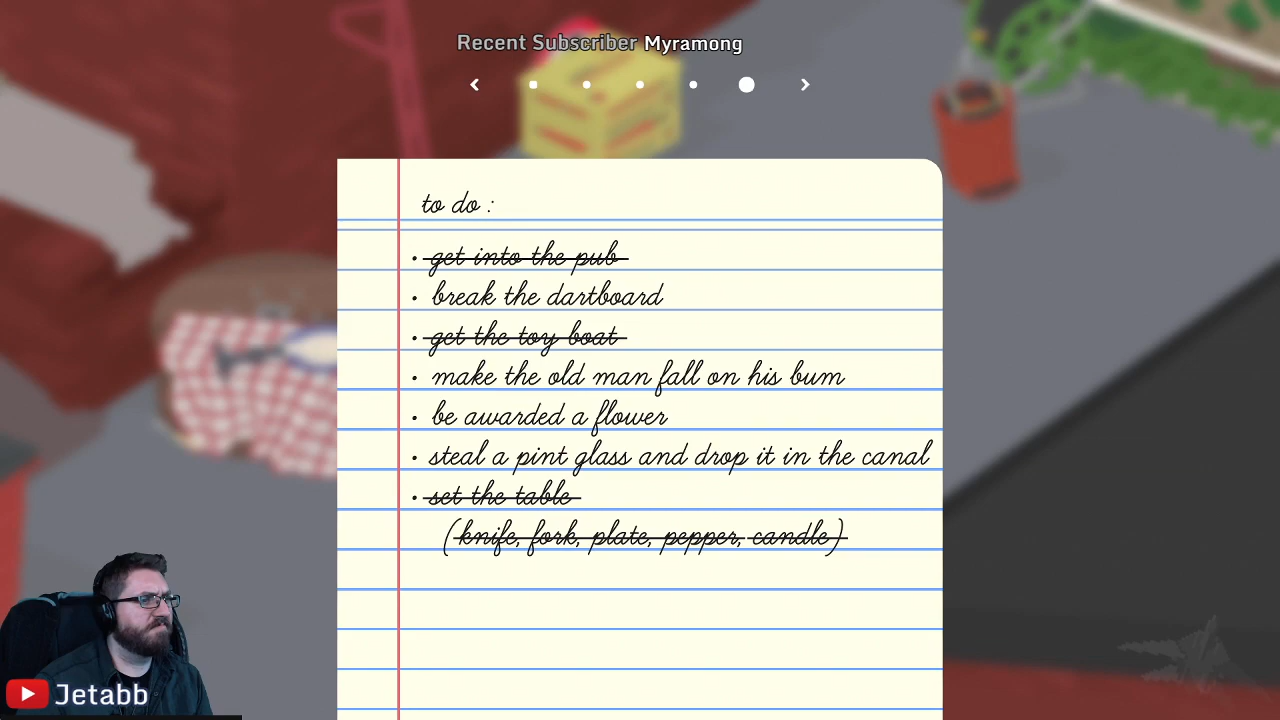 Recent Subscriber Myramong
to do :
• get into the pub
• break the dartboard
• get the toy boat
• make the old man fall on his bum
• be awarded a flower
• steal a pint glass and drop it in the canal
• set the table
(knife, fork, plate, pepper, candle)
Jetabb